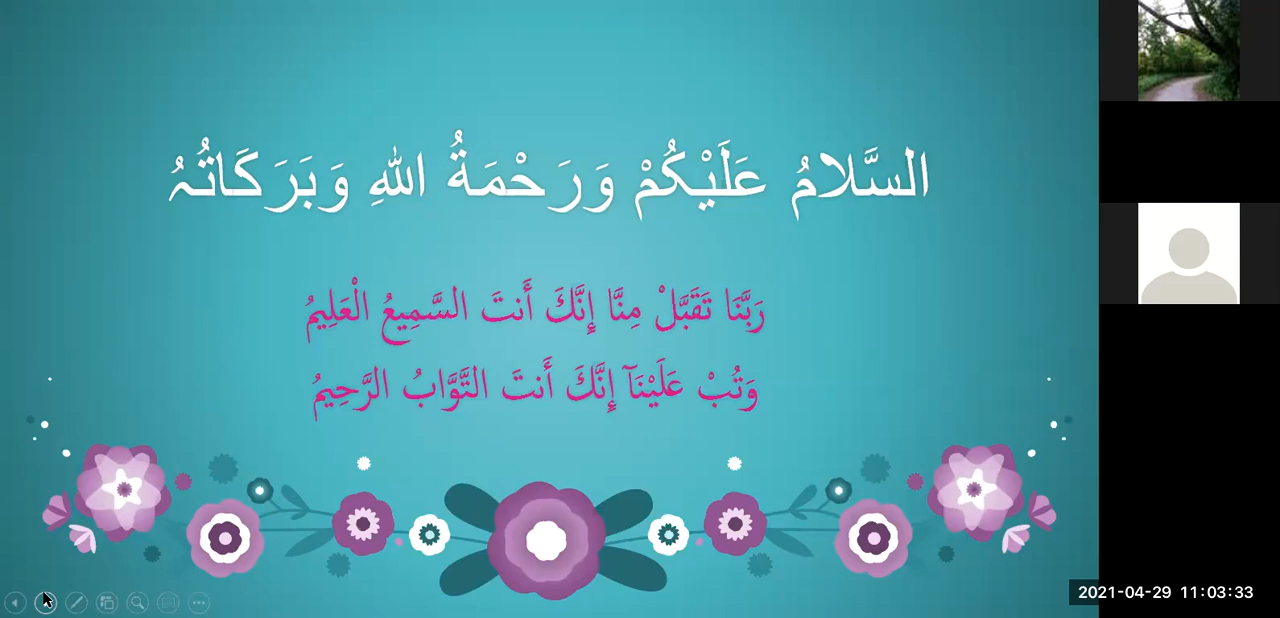 السَّلامُ عَلَيْكُمْ وَرَحْمَةُ اللهِ وَبَرَكَاتُہُ
رَبَّنَا تَقَبَّلْ مِنَّا إِنَّكَ أَنتَ السَّمِيعُ الْعَلِيمُ
وَتُبْ عَلَيْنَآ إِنَّكَ أَنتَ التَّوَّابُ الرَّحِيمُ
2021-04-29 11:03:33